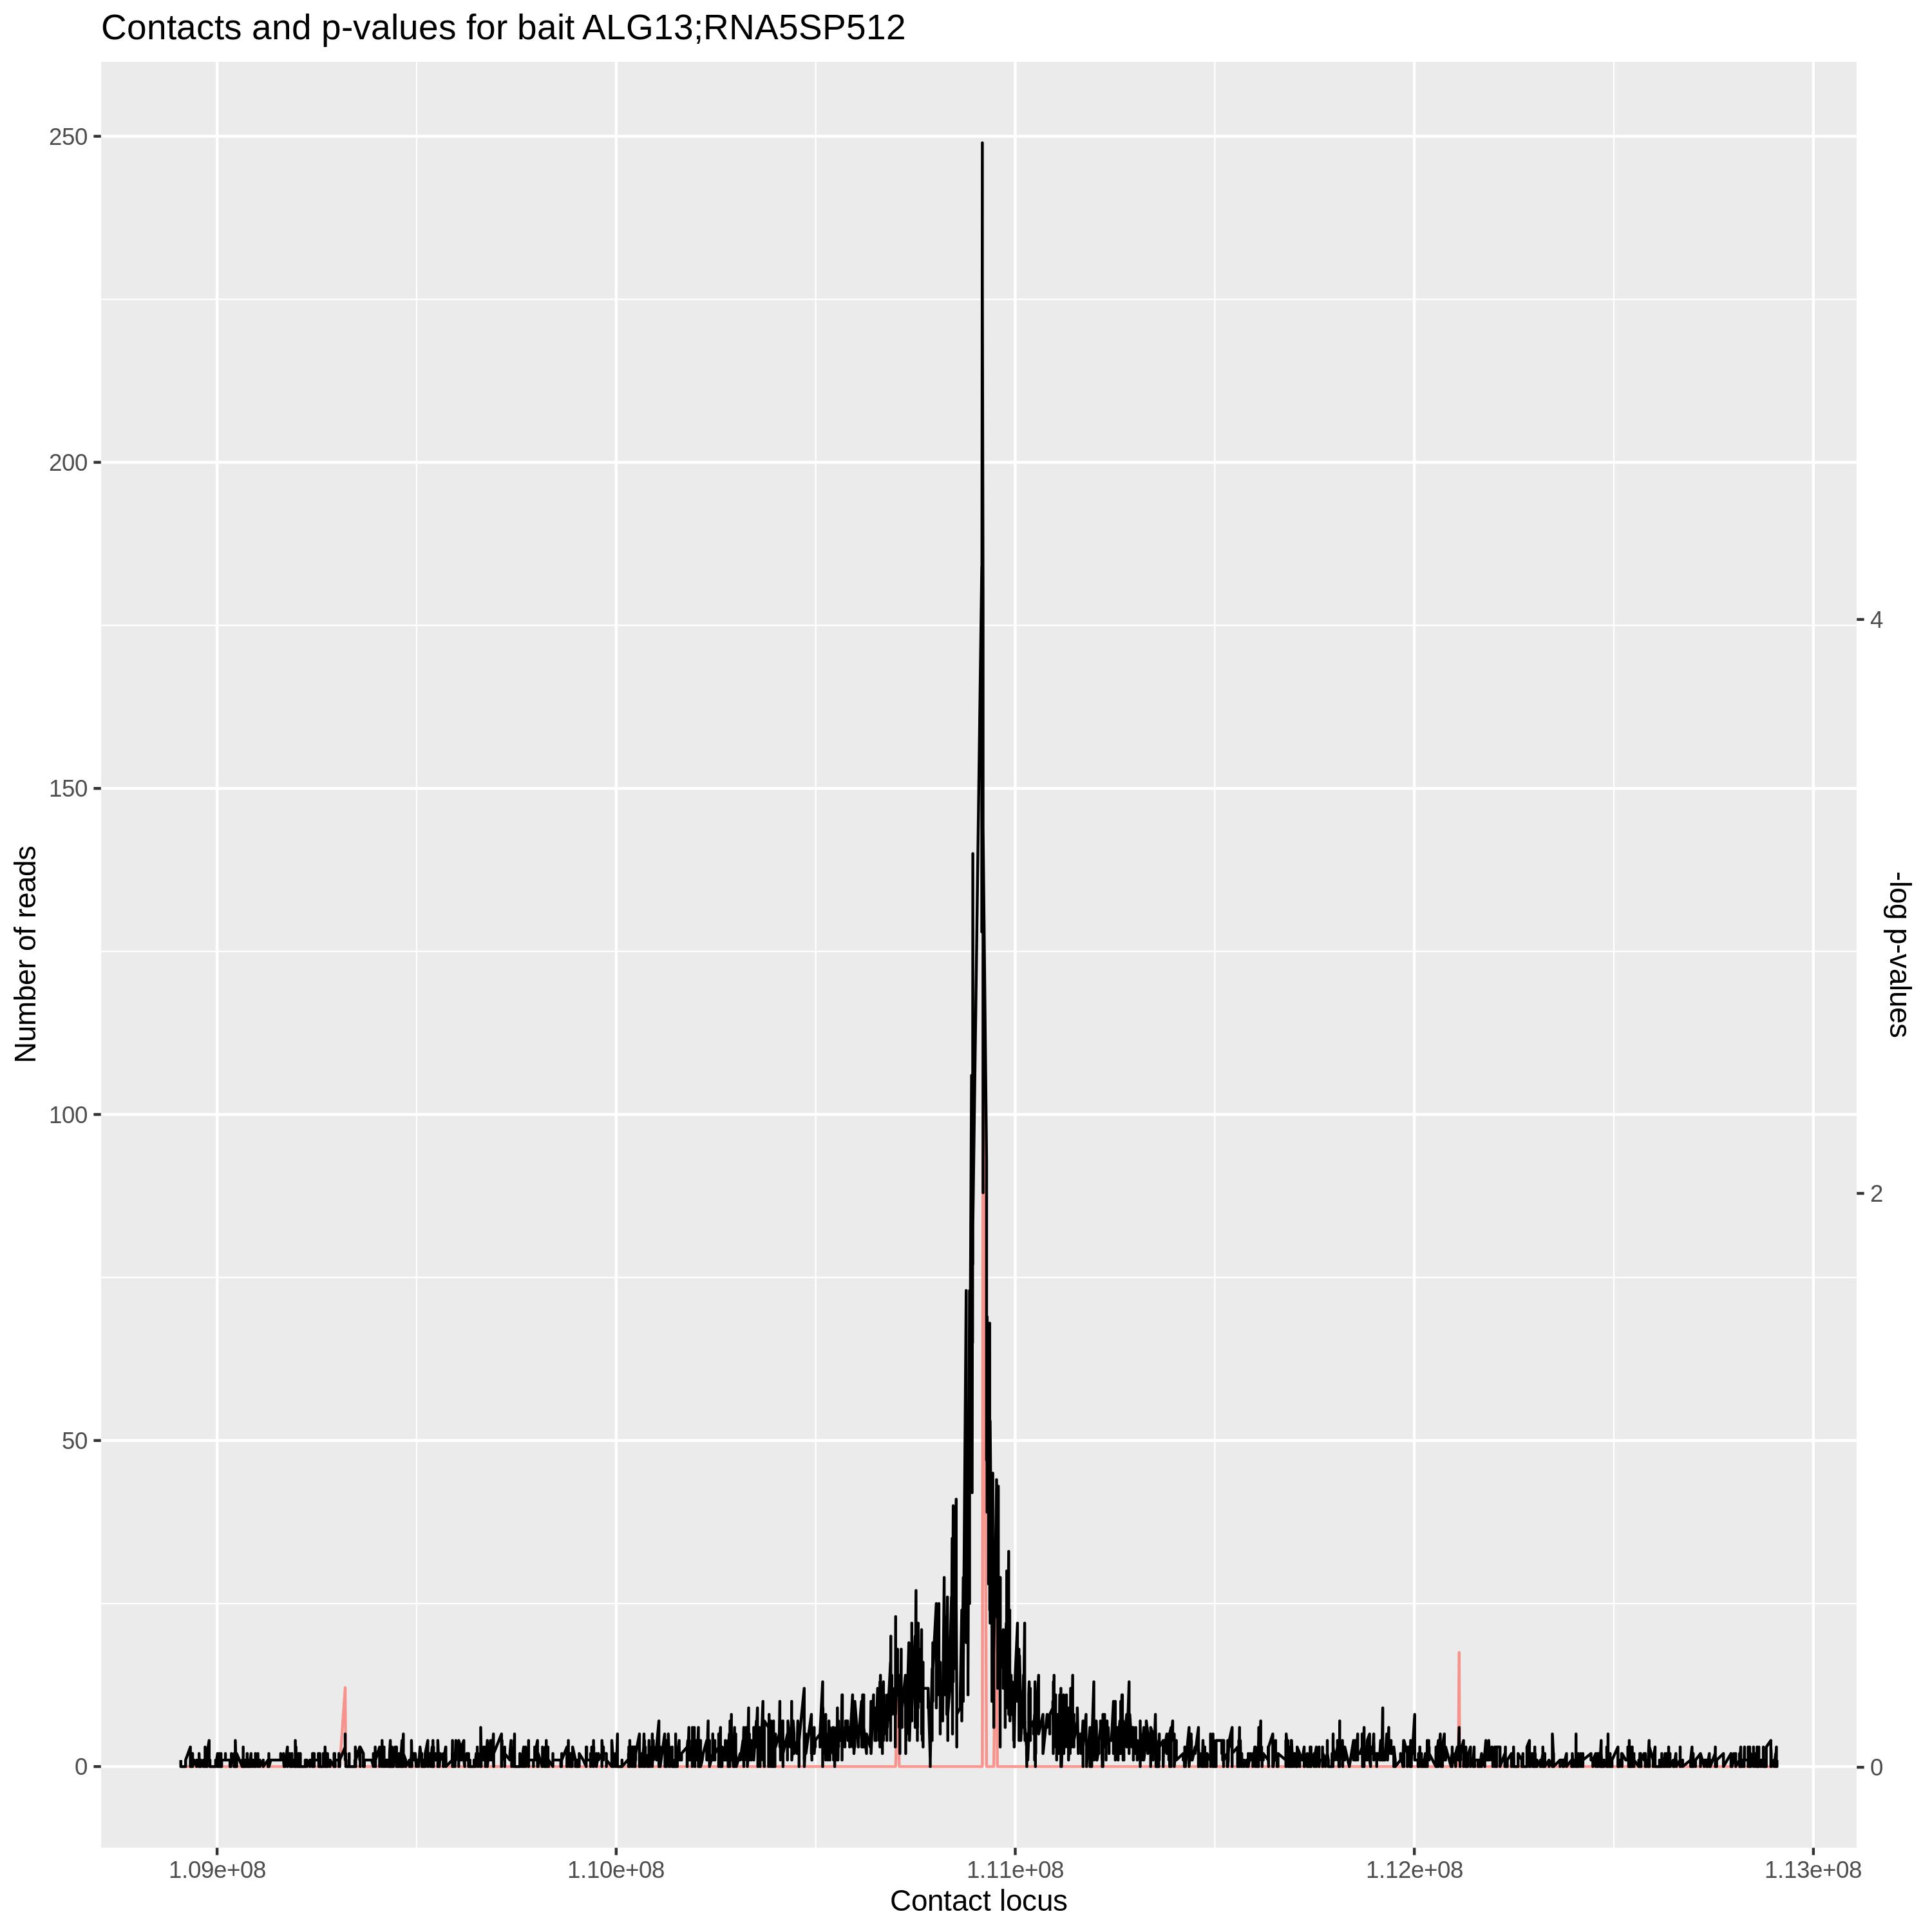 Contacts and p-values for bait ALG13;RNA5SP512
250
200
150
100
50
0
Number of reads
4
2
0
-log p-values
1.09e+08 1.10e+08 1.11e+08 1.12e+08 1.13e+08
Contact locus